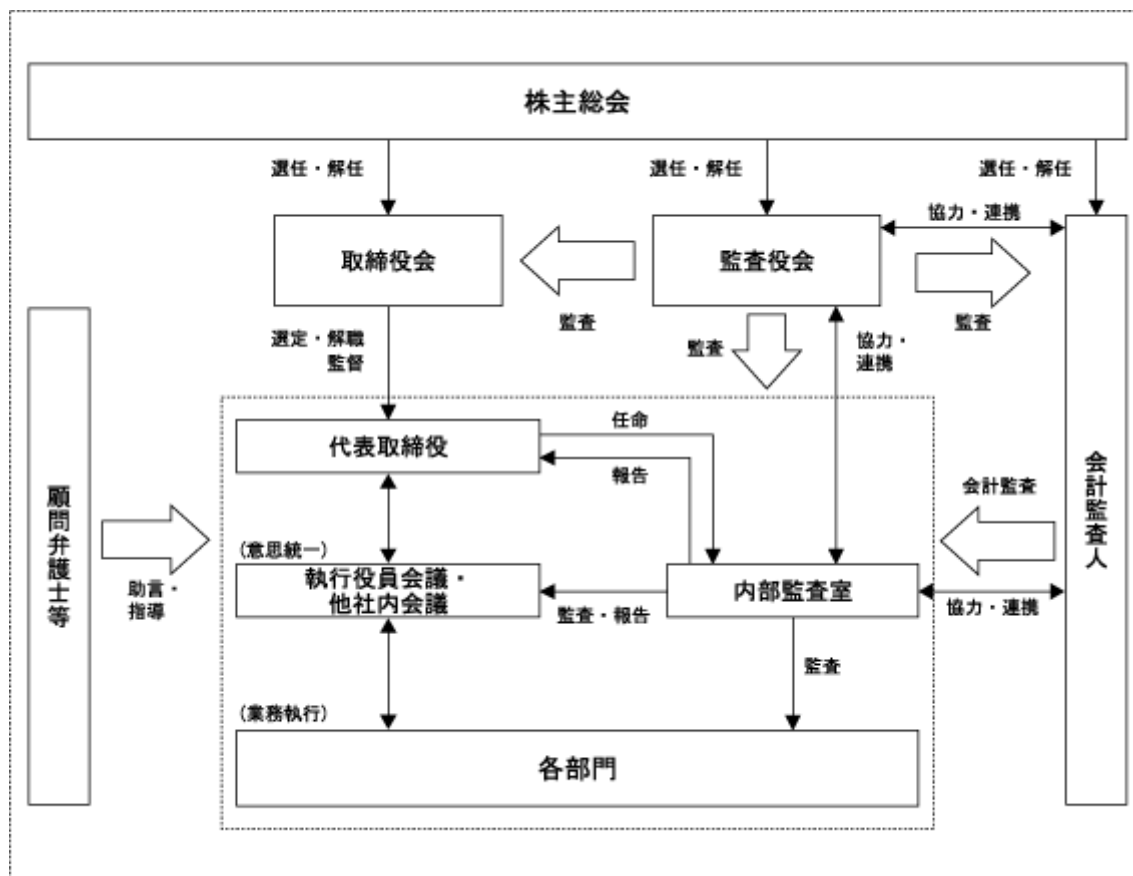 株主総会
選任・解任
選任・解任
選任・解任
協力・連携
取締役会
監査役会
監査
監査
監査
選定・解職
監督
協力・
連携
代表取締役
任命
報告
会計監査
会計監査人
顧問弁護士等
助言・
指導
(意思統一)
執行役員会議・
他社内会議
監査・報告
内部監査室
協力・連携
監査
(業務執行)
各部門